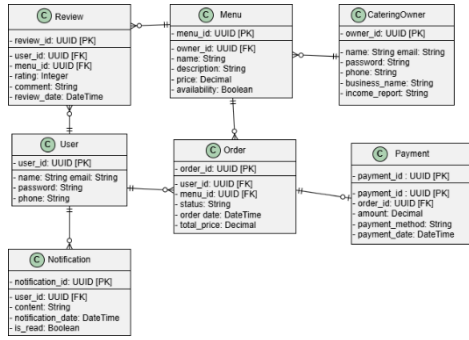 C Review
- review_id: UUID [PK]
- user_id: UUID [FK]
- menu_id: UUID [FK]
- rating: Integer
- comment: String
- review_date: DateTime
C Menu
- menu_id: UUID [PK]
- owner_id: UUID [FK]
- name: String
- description: String
- price: Decimal
- availability: Boolean
C CateringOwner
- owner_id: UUID [PK]
- name: String email: String
- password: String
- phone: String
- business_name: String
- income_report: String
C User
- user_id: UUID [PK]
- name: String email: String
- password: String
- phone: String
C Order
- order_id: UUID [PK]
- user_id: UUID [FK]
- menu_id: UUID [FK]
- status: String
- order date: DateTime
- total_price: Decimal
C Payment
- payment_id : UUID [PK]
- payment_id : UUID [PK]
- order_id: UUID [FK]
- amount: Decimal
- payment_method: String
- payment_date: DateTime
C Notification
- notification_id: UUID [PK]
- user_id: UUID [FK]
- content: String
- notification_date: DateTime
- is_read: Boolean